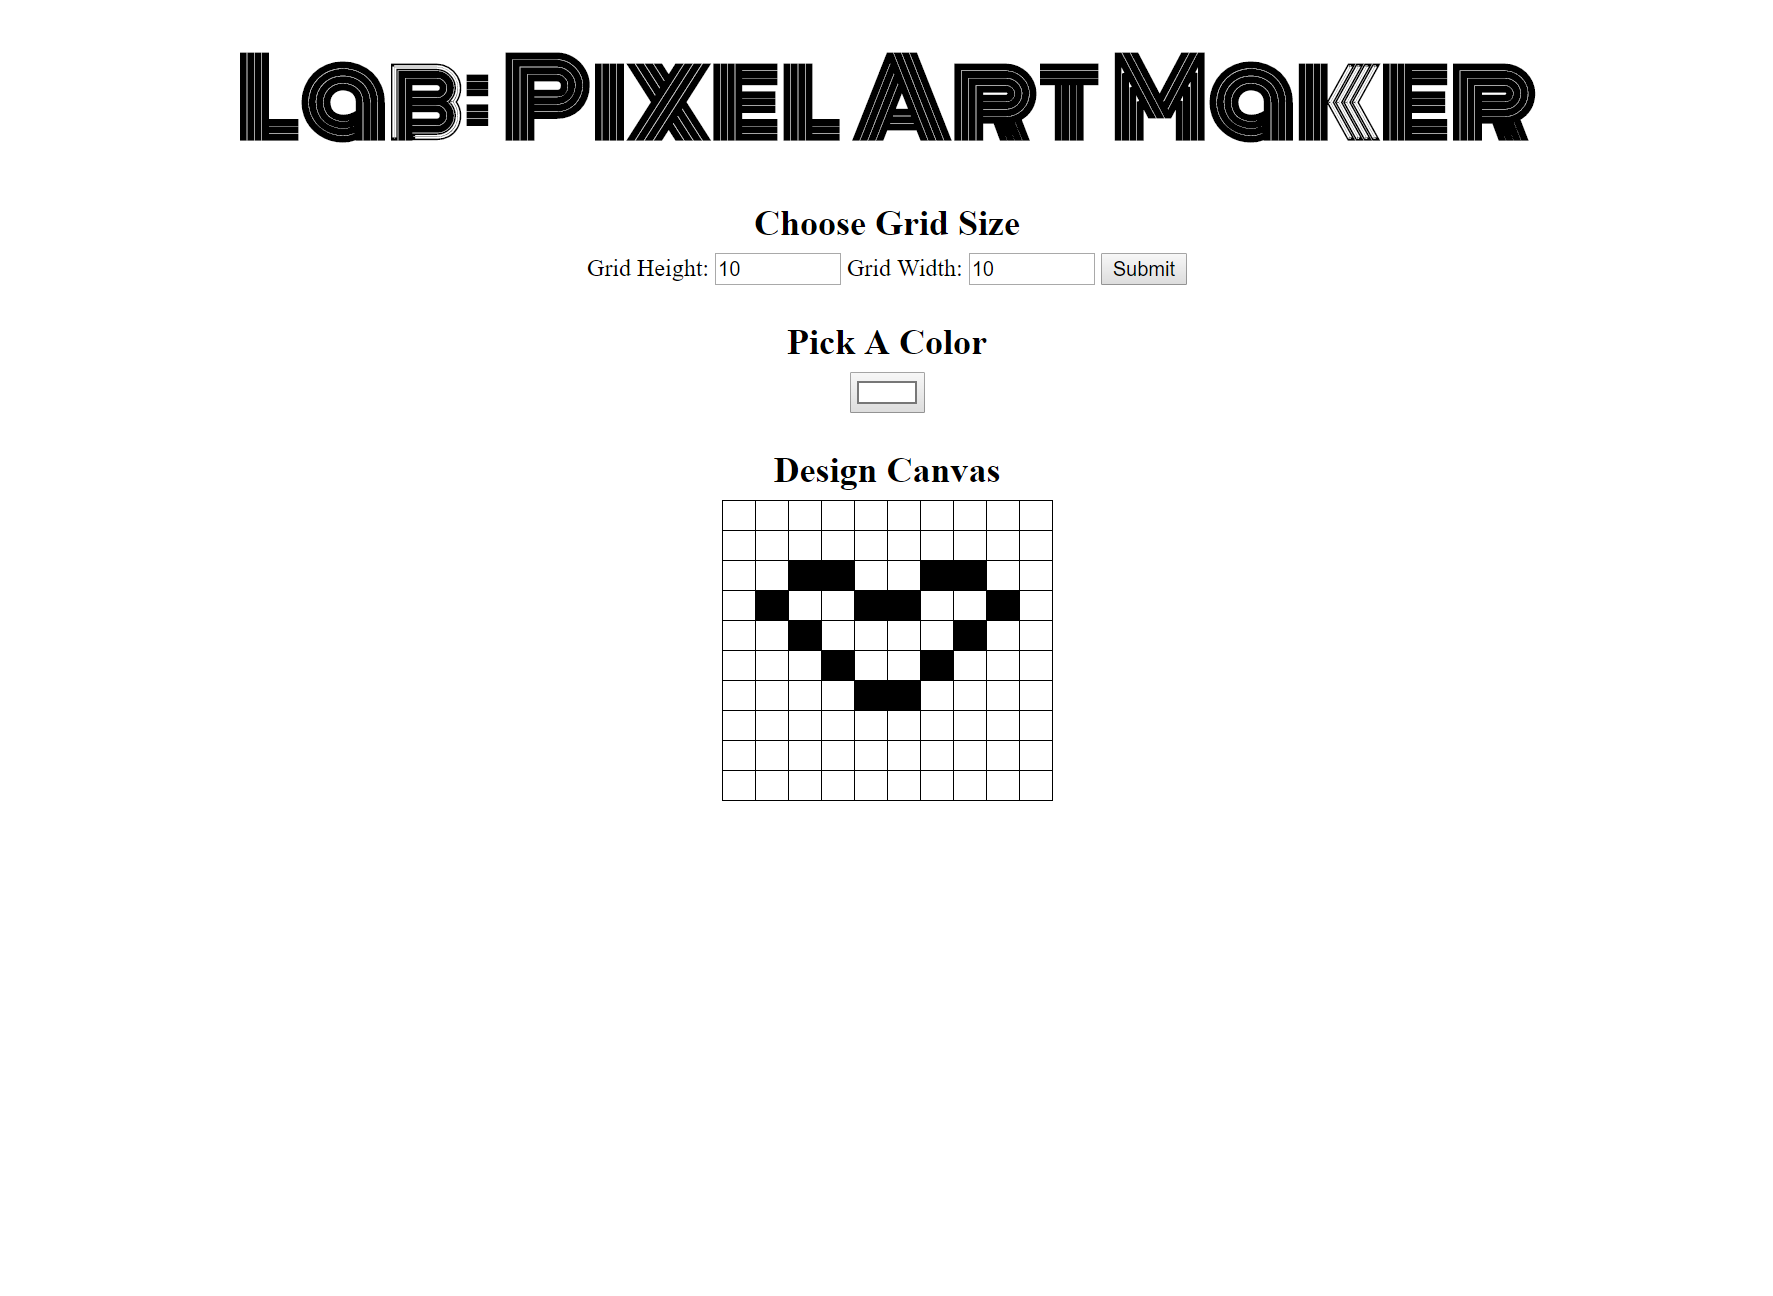 Lab: Pixel Art Maker
Choose Grid Size
Grid Height: 10 Grid Width: 10 Submit
Pick A Color
Design Canvas